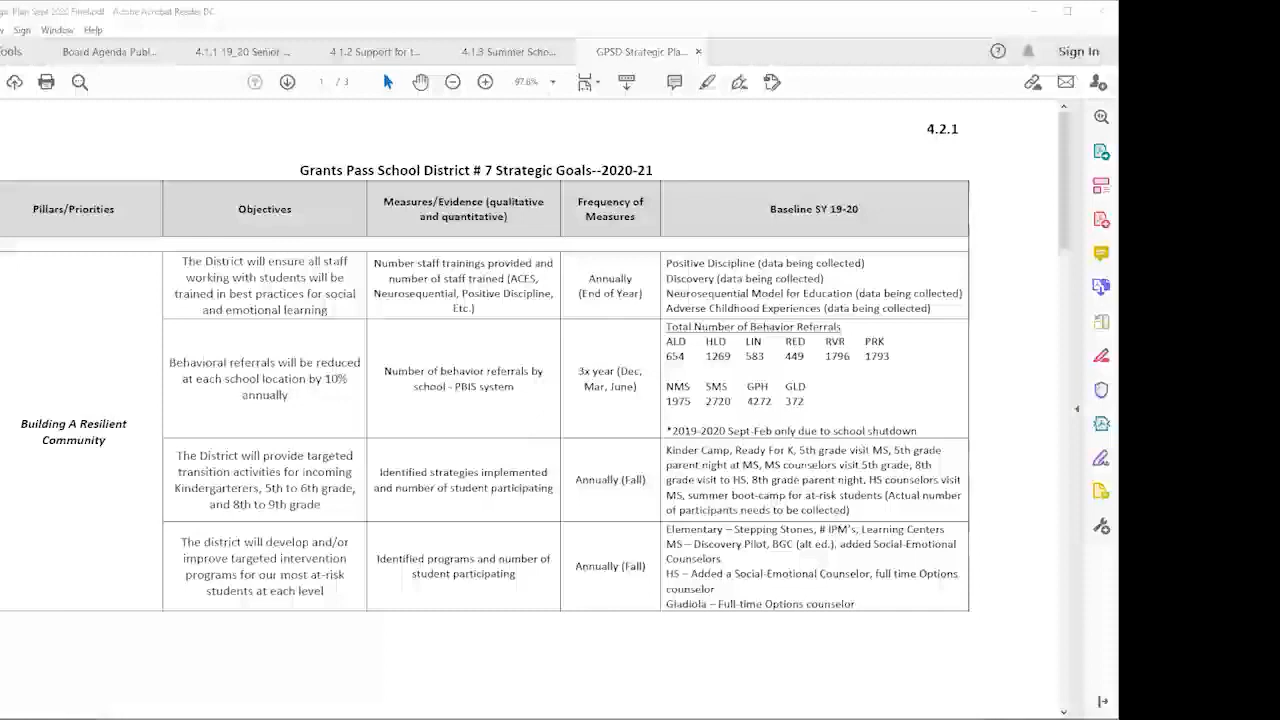 Plan Sept 2020 Final.pdf - Adobe Acrobat Reader DC
Sign Window Help
Tools Board Agenda Publ... 4.1.1 19_20 Senior ... 4.1.2 Support for t... 4.1.3 Summer Scho... GPSD Strategic Pla... × Sign In
1 / 3 97.6%
4.2.1
Grants Pass School District # 7 Strategic Goals--2020-21
Pillars/Priorities
Objectives
Measures/Evidence (qualitative
and quantitative)
Frequency of
Measures
Baseline SY 19-20
Building A Resilient
Community
The District will ensure all staff
working with students will be
trained in best practices for social
and emotional learning
Number staff trainings provided and
number of staff trained (ACES,
Neurosequential, Positive Discipline,
Etc.)
Annually
(End of Year)
Positive Discipline (data being collected)
Discovery (data being collected)
Neurosequential Model for Education (data being collected)
Adverse Childhood Experiences (data being collected)
Behavioral referrals will be reduced
at each school location by 10%
annually
Number of behavior referrals by
school - PBIS system
3x year (Dec,
Mar, June)
Total Number of Behavior Referrals
ALD HLD LIN RED RVR PRK
654 1269 583 449 1796 1793
NMS SMS GPH GLD
1975 2720 4272 372
*2019-2020 Sept-Feb only due to school shutdown
The District will provide targeted
transition activities for incoming
Kindergarterers, 5th to 6th grade,
and 8th to 9th grade
Identified strategies implemented
and number of student participating
Annually (Fall)
Kinder Camp, Ready For K, 5th grade visit MS, 5th grade
parent night at MS, MS counselors visit 5th grade, 8th
grade visit to HS, 8th grade parent night. HS counselors visit
MS, summer boot-camp for at-risk students (Actual number
of participants needs to be collected)
The district will develop and/or
improve targeted intervention
programs for our most at-risk
students at each level
Identified programs and number of
student participating
Annually (Fall)
Elementary – Stepping Stones, # IPM's, Learning Centers
MS – Discovery Pilot, BGC (alt ed.), added Social-Emotional
Counselors
HS – Added a Social-Emotional Counselor, full time Options
counselor
Gladiola – Full-time Options counselor